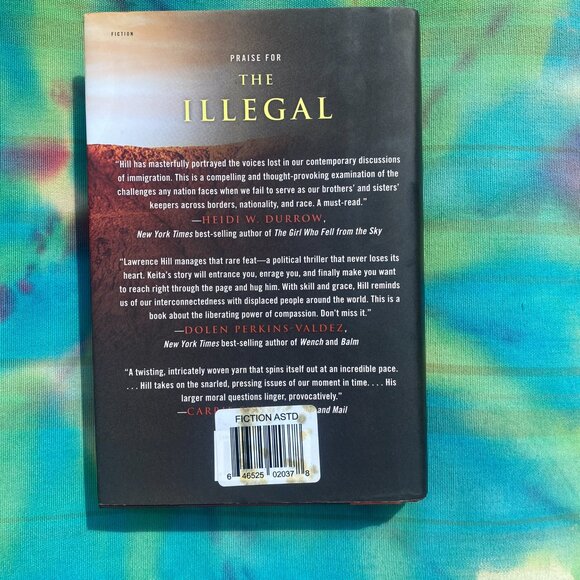 FICTION
PRAISE FOR
THE
ILLEGAL
“Hill has masterfully portrayed the voices lost in our contemporary discussions
of immigration. This is a compelling and thought-provoking examination of the
challenges any nation faces when we fail to serve as our brothers’ and sisters’
keepers across borders, nationality, and race. A must-read.”
—HEIDI W. DURROW,
New York Times best-selling author of The Girl Who Fell from the Sky
“Lawrence Hill manages that rare feat—a political thriller that never loses its
heart. Keita’s story will entrance you, enrage you, and finally make you want
to reach right through the page and hug him. With skill and grace, Hill reminds
us of our interconnectedness with displaced people around the world. This is a
book about the liberating power of compassion. Don’t miss it.”
—DOLEN PERKINS-VALDEZ,
New York Times best-selling author of Wench and Balm
“A twisting, intricately woven yarn that spins itself out at an incredible pace.
. . . Hill takes on the snarled, pressing issues of our moment in time. . . . His
larger moral questions linger, provocatively.”
and Mail
FICTION ASTD
6 46525 02037 8